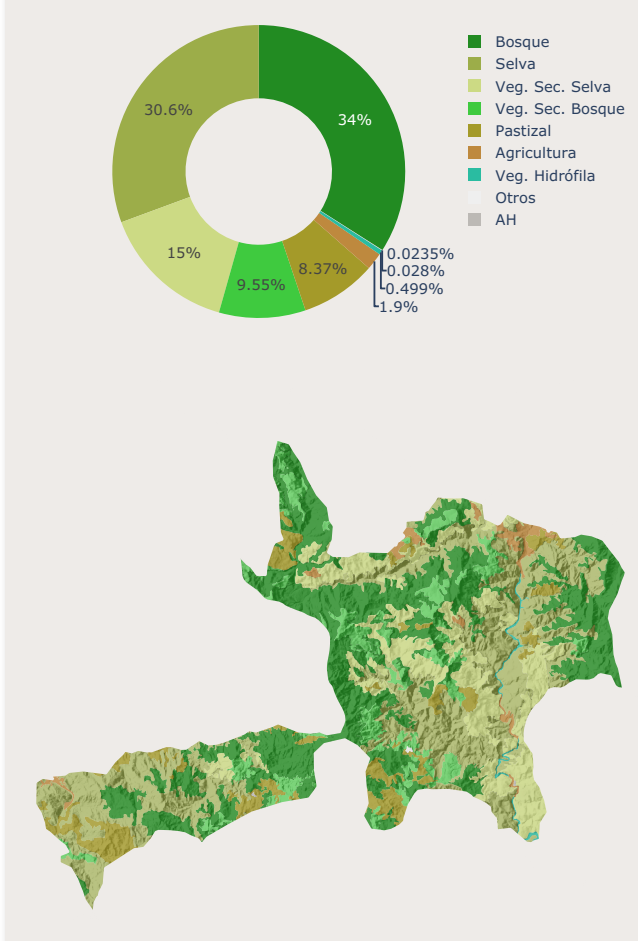 34%
30.6%
15%
9.55%
8.37%
0.0235%
0.028%
0.499%
1.9%
Bosque
Selva
Veg. Sec. Selva
Veg. Sec. Bosque
Pastizal
Agricultura
Veg. Hidrófila
Otros
AH